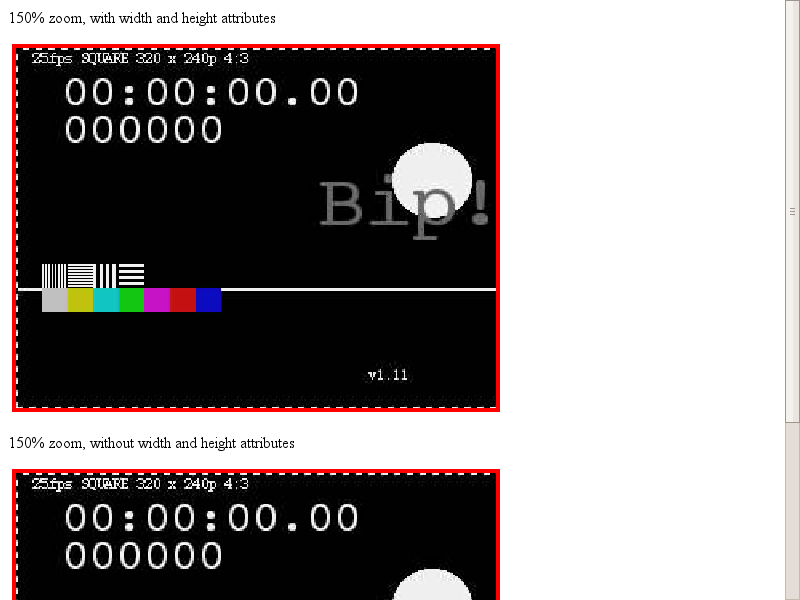 150% zoom, with width and height attributes
25fps SQUARE 320 x 240p 4:3
00:00:00.00
000000
Bip!
v1.11
150% zoom, without width and height attributes
25fps SQUARE 320 x 240p 4:3
00:00:00.00
000000